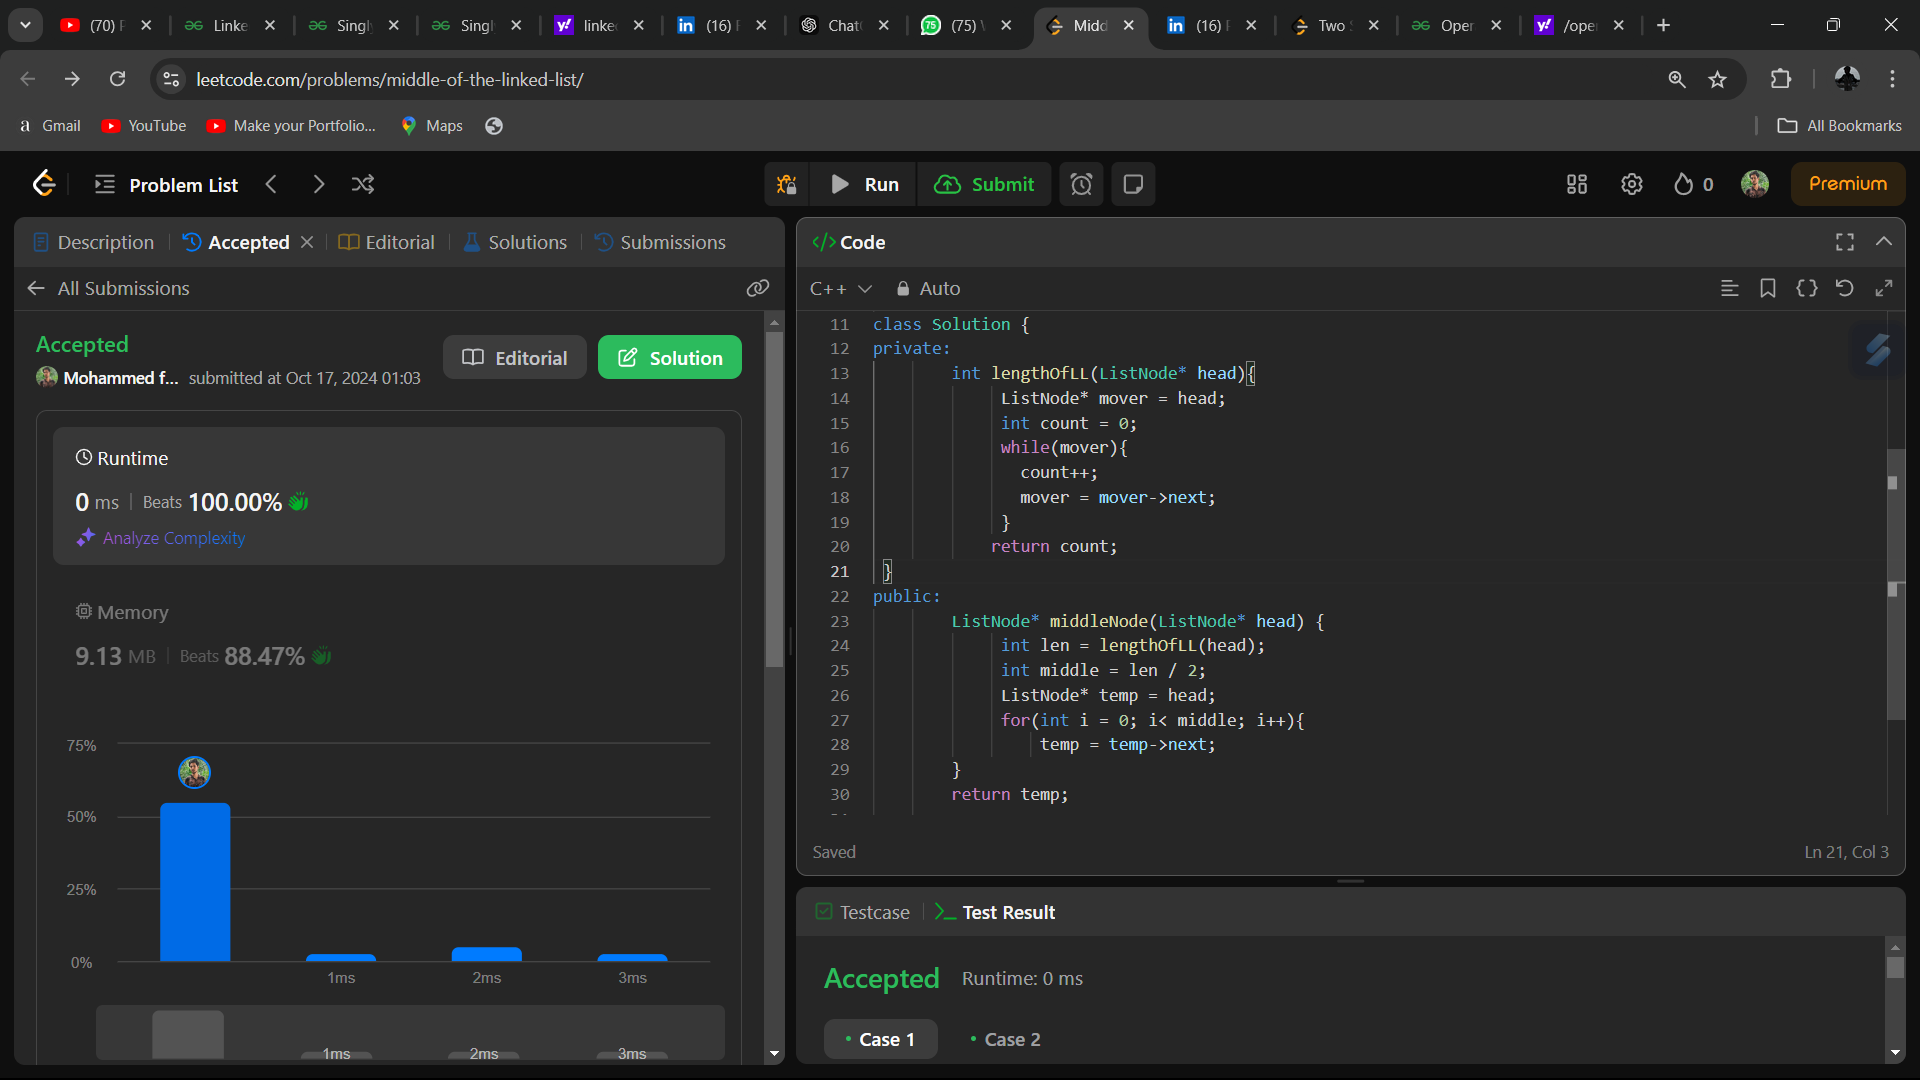 (70) F
Linke
Singly
Singl
linke
(16) F
ChatG
(75) V
Midd
(16) F
Two S
Oper
/oper
leetcode.com/problems/middle-of-the-linked-list/
a Gmail
YouTube
Make your Portfolio...
Maps
All Bookmarks
Problem List
Run
Submit
0
Premium
Description
Accepted
Editorial
Solutions
Submissions
All Submissions
Accepted
Editorial
Solution
Mohammed f... submitted at Oct 17, 2024 01:03
Runtime
0 ms | Beats 100.00%
Analyze Complexity
Memory
9.13 MB | Beats 88.47%
75%
50%
25%
0%
1ms 2ms 3ms
1ms 2ms 3ms
</> Code
C++ Auto
11 class Solution {
12 private:
13 int lengthOfLL(ListNode* head){
14 ListNode* mover = head;
15 int count = 0;
16 while(mover){
17 count++;
18 mover = mover->next;
19 }
20 return count;
21 }
22 public:
23 ListNode* middleNode(ListNode* head) {
24 int len = lengthOfLL(head);
25 int middle = len / 2;
26 ListNode* temp = head;
27 for(int i = 0; i< middle; i++){
28 temp = temp->next;
29 }
30 return temp;
Saved
Ln 21, Col 3
Testcase
Test Result
Accepted Runtime: 0 ms
• Case 1 • Case 2